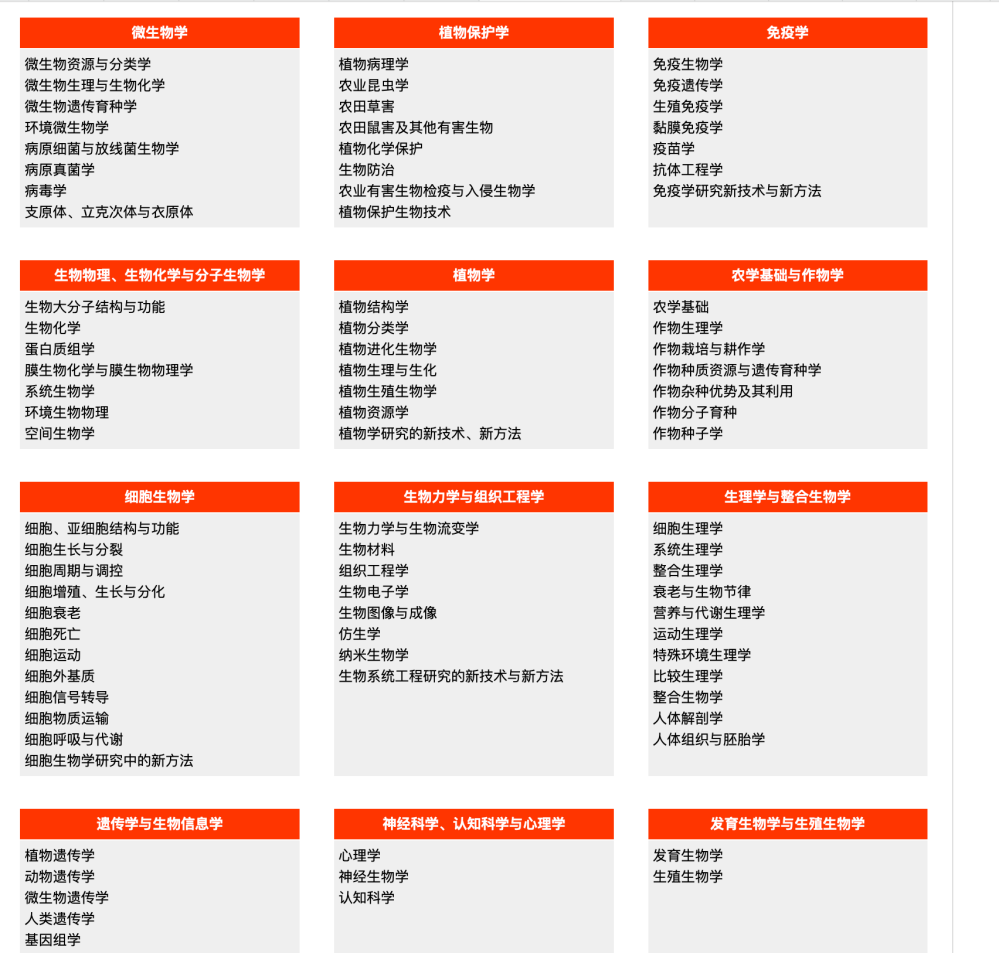 微生物学
微生物资源与分类学
微生物生理与生物化学
微生物遗传育种学
环境微生物学
病原细菌与放线菌生物学
病原真菌学
病毒学
支原体、立克次体与衣原体
植物保护学
植物病理学
农业昆虫学
农田草害
农田鼠害及其他有害生物
植物化学保护
生物防治
农业有害生物检疫与入侵生物学
植物保护生物技术
免疫学
免疫生物学
免疫遗传学
生殖免疫学
黏膜免疫学
疫苗学
抗体工程学
免疫学研究新技术与新方法
生物物理、生物化学与分子生物学
生物大分子结构与功能
生物化学
蛋白质组学
膜生物化学与膜生物物理学
系统生物学
环境生物物理
空间生物学
植物学
植物结构学
植物分类学
植物进化生物学
植物生理与生化
植物生殖生物学
植物资源学
植物学研究的新技术、新方法
农学基础与作物学
农学基础
作物生理学
作物栽培与耕作学
作物种质资源与遗传育种学
作物杂种优势及其利用
作物分子育种
作物种子学
细胞生物学
细胞、亚细胞结构与功能
细胞生长与分裂
细胞周期与调控
细胞增殖、生长与分化
细胞衰老
细胞死亡
细胞运动
细胞外基质
细胞信号转导
细胞物质运输
细胞呼吸与代谢
细胞生物学研究中的新方法
生物力学与组织工程学
生物力学与生物流变学
生物材料
组织工程学
生物电子学
生物图像与成像
仿生学
纳米生物学
生物系统工程研究的新技术与新方法
生理学与整合生物学
细胞生理学
系统生理学
整合生理学
衰老与生物节律
营养与代谢生理学
运动生理学
特殊环境生理学
比较生理学
整合生物学
人体解剖学
人体组织与胚胎学
遗传学与生物信息学
植物遗传学
动物遗传学
微生物遗传学
人类遗传学
基因组学
神经科学、认知科学与心理学
心理学
神经生物学
认知科学
发育生物学与生殖生物学
发育生物学
生殖生物学